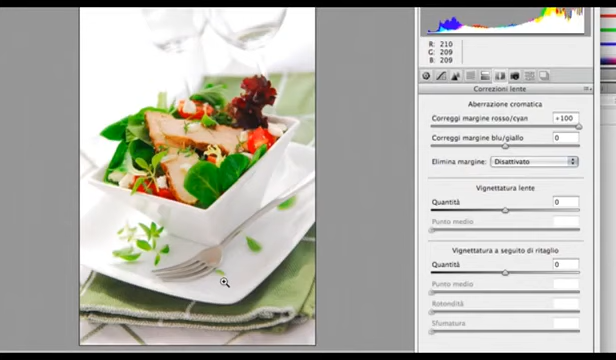 R: 210
G: 209
B: 209
Correzioni lente
Aberrazione cromatica
Correggi margine rosso/cyan +100
Correggi margine blu/giallo 0
Elimina margine: Disattivato
Vignettatura lente
Quantità 0
Punto medio
Vignettatura a seguito di ritaglio
Quantità 0
Punto medio
Rotondità
Sfumatura